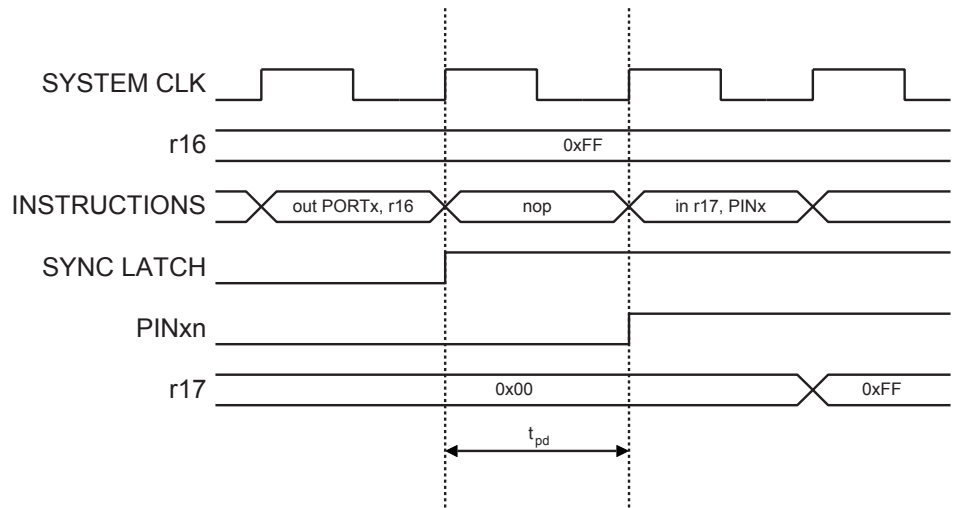 SYSTEM CLK
r16
0xFF
INSTRUCTIONS
out PORTx, r16
nop
in r17, PINx
SYNC LATCH
PINxn
r17
0x00
0xFF
tpd